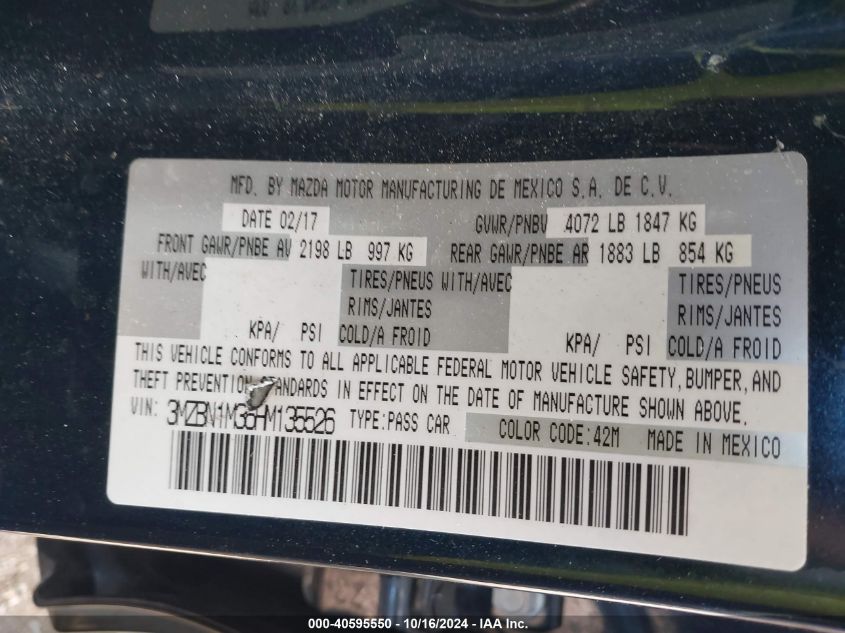 MFD. BY MAZDA MOTOR MANUFACTURING DE MEXICO S.A. DE C.V.
DATE 02/17 GVWR/PNBV 4072 LB 1847 KG
FRONT GAWR/PNBE AV 2198 LB 997 KG REAR GAWR/PNBE AR 1883 LB 854 KG
WITH/AVEC TIRES/PNEUS WITH/AVEC TIRES/PNEUS
RIMS/JANTES RIMS/JANTES
KPA/ PSI COLD/A FROID KPA/ PSI COLD/A FROID
THIS VEHICLE CONFORMS TO ALL APPLICABLE FEDERAL MOTOR VEHICLE SAFETY, BUMPER, AND
THEFT PREVENTION STANDARDS IN EFFECT ON THE DATE OF MANUFACTURE SHOWN ABOVE.
VIN: 3MZBN1M36HM135526 TYPE:PASS CAR COLOR CODE:42M MADE IN MEXICO
000-40595550 - 10/16/2024 - IAA Inc.